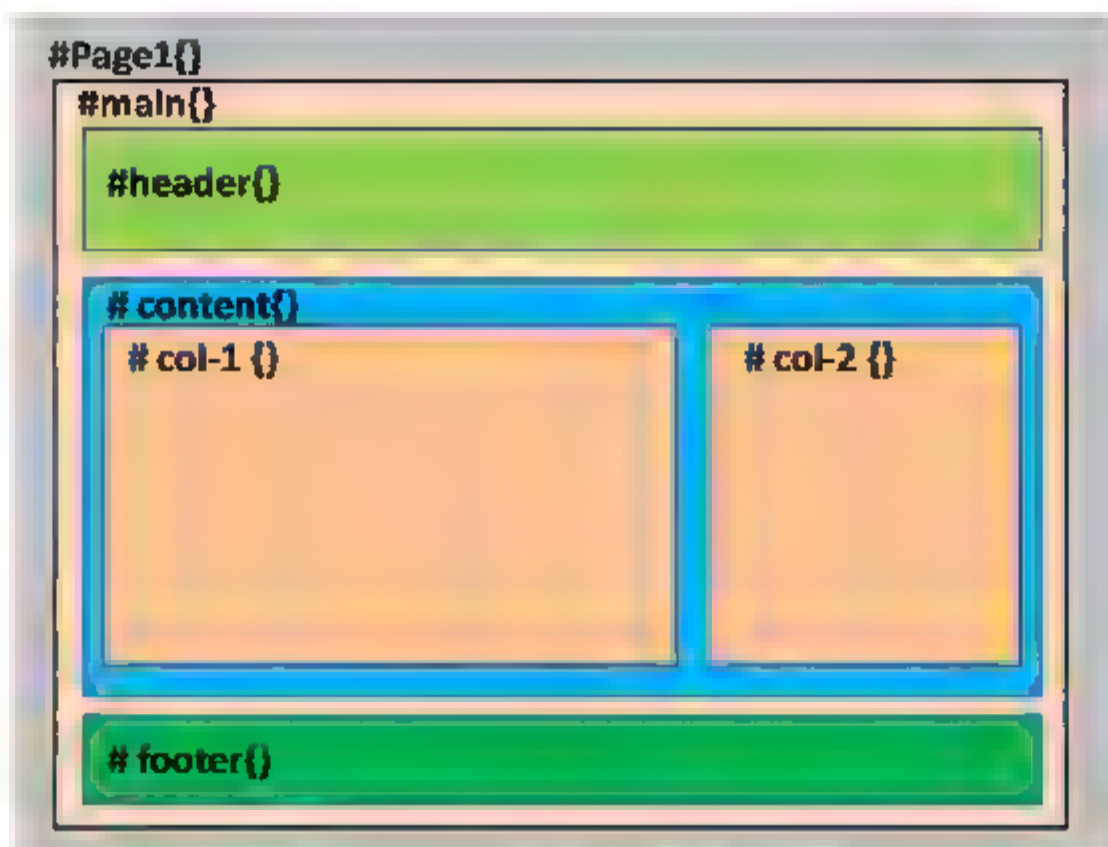 #Page1{}
#main{}
#header{}
# content{}
# col-1 {}
# col-2 {}
# footer{}